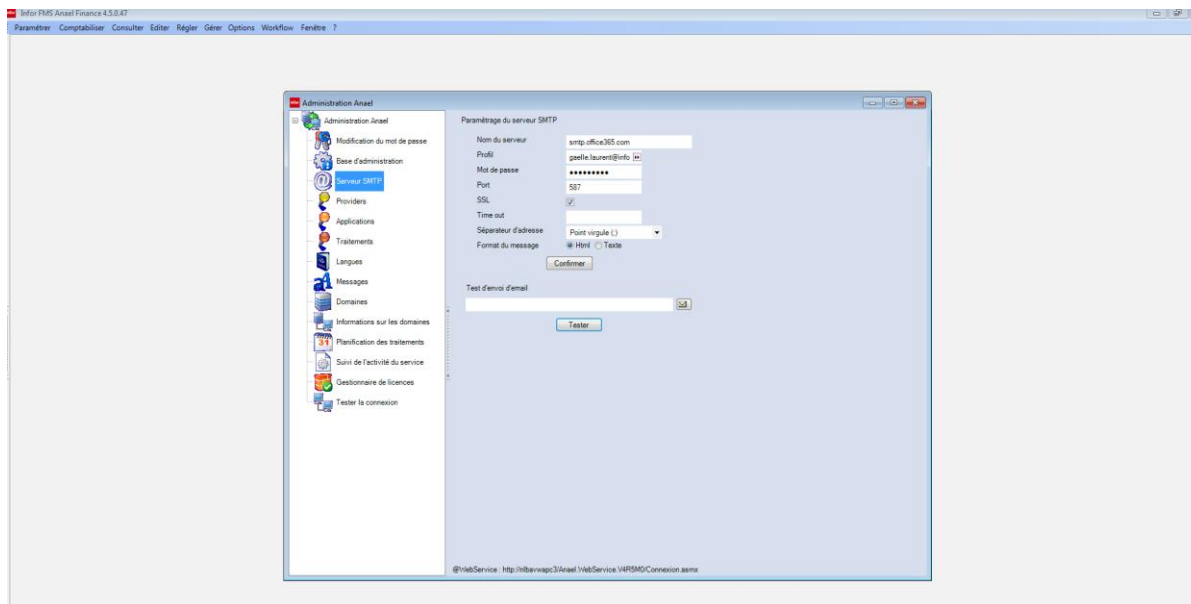 Infor FMS Anael Finance 4.5.0.47
Paramétrer Comptabiliser Consulter Editer Régler Gérer Options Workflow Fenêtre ?
infor Administration Anael
Administration Anael
Modification du mot de passe
Base d'administration
Serveur SMTP
Providers
Applications
Traitements
Langues
Messages
Domaines
Informations sur les domaines
31 Planification des traitements
Suivi de l'activité du service
Gestionnaire de licences
Tester la connexion
Paramétrage du serveur SMTP
Nom du serveur smtp.office365.com
Profil gaelle.laurent@info
Mot de passe •••••••••
Port 587
SSL
Time out
Séparateur d'adresse Point virgule (;)
Format du message Html Texte
Confirmer
Test d'envoi d'email
Tester
@WebService : http://nlbavwapc3/Anael.WebService.V4R5M0/Connexion.asmx